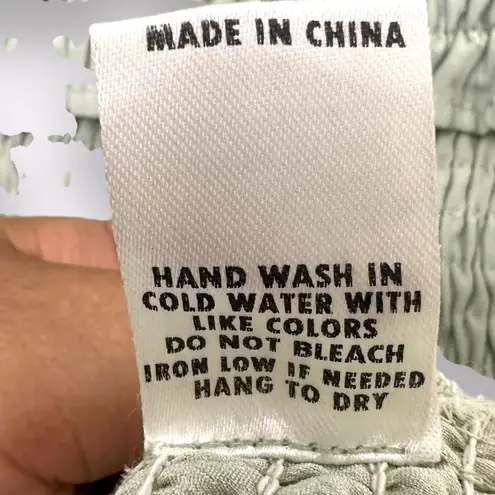 MADE IN CHINA
HAND WASH IN
COLD WATER WITH
LIKE COLORS
DO NOT BLEACH
IRON LOW IF NEEDED
HANG TO DRY